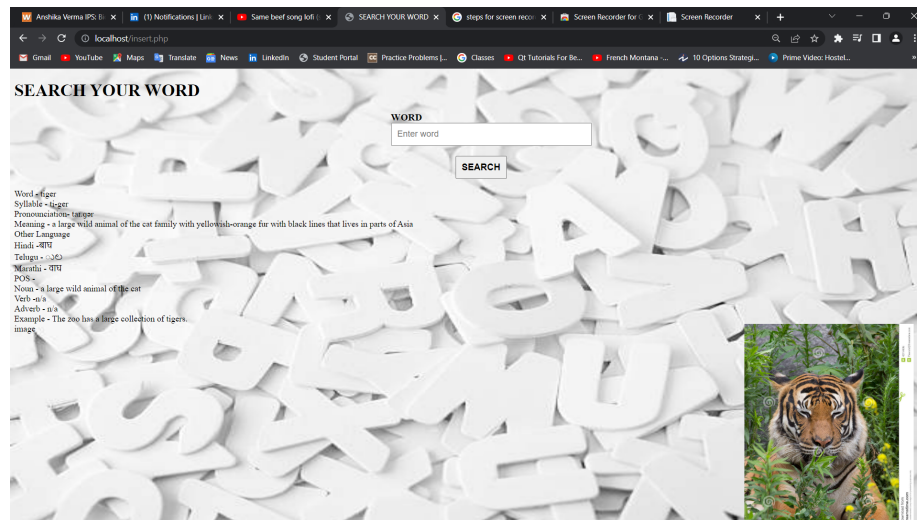 Anshika Verma IPS: B
(1) Notifications | Lin
Same beef song lofi (s
SEARCH YOUR WORD
steps for screen recor
Screen Recorder for C
Screen Recorder
localhost/insert.php
Gmail YouTube Maps Translate News LinkedIn Student Portal Practice Problems |... Classes Qt Tutorials For Be... French Montana -... 10 Options Strategi... Prime Video: Hostel...
SEARCH YOUR WORD
WORD
Enter word
SEARCH
Word - tiger
Syllable - ti-ger
Pronounciation-
Meaning - a large wild animal of the cat family with yellowish-orange fur with black lines that lives in parts of Asia
Other Language
Hindi -बाघ
Telugu -
Marathi - वाघ
POS -
Noun - a large wild animal of the cat
Verb -n/a
Adverb - n/a
Example - The zoo has a large collection of tigers.
image